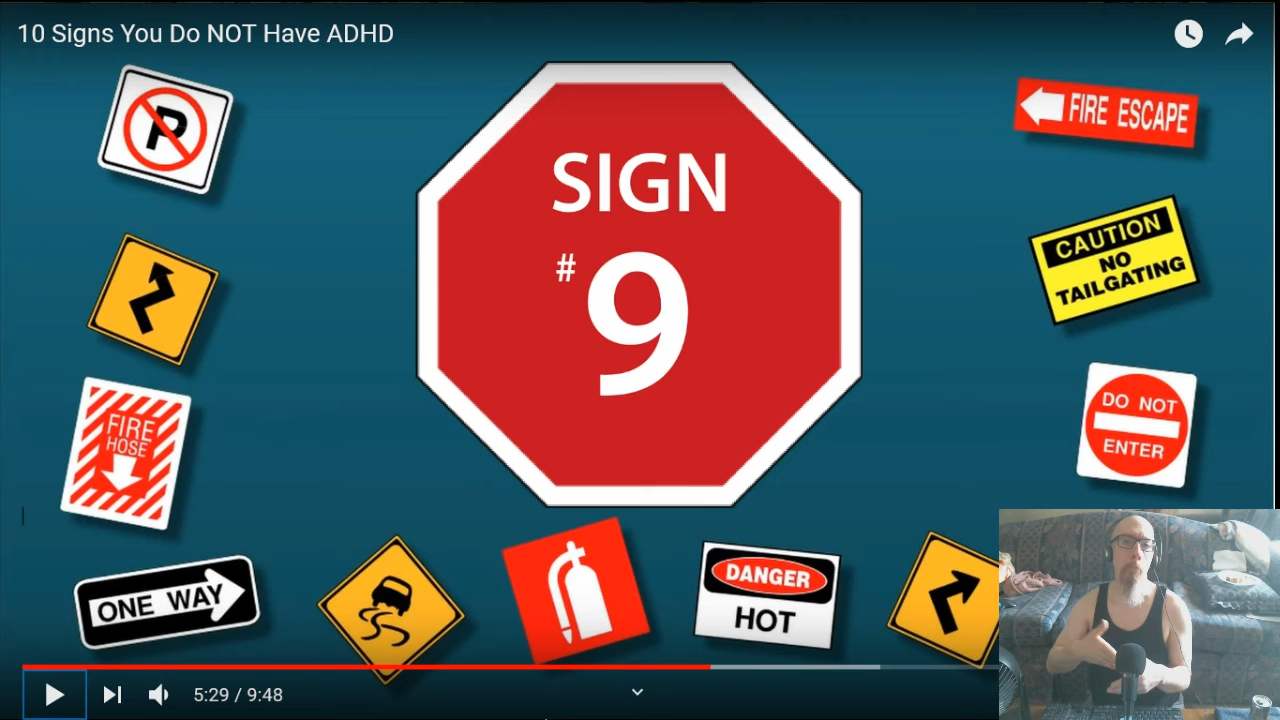 10 Signs You Do NOT Have ADHD
P
FIRE ESCAPE
SIGN
#9
CAUTION
NO
TAILGATING
FIRE
HOSE
DO NOT
ENTER
ONE WAY
DANGER
HOT
5:29 / 9:48